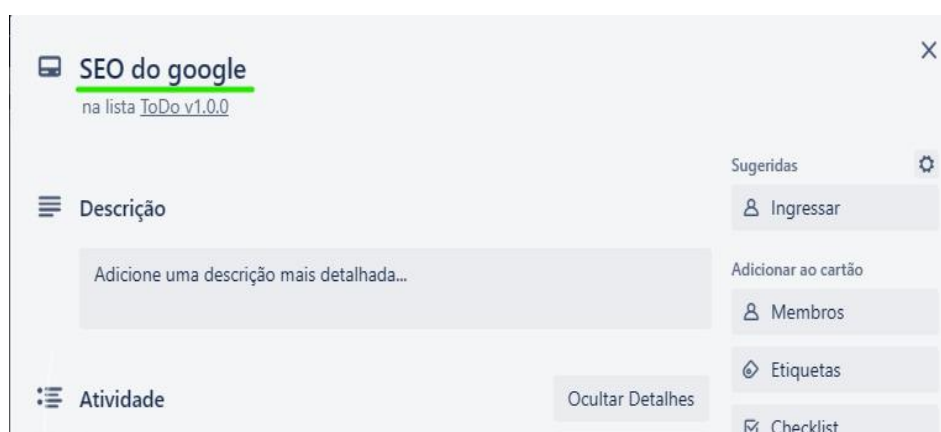 SEO do google
na lista ToDo v1.0.0
Sugeridas
Ingressar
Descrição
Adicione uma descrição mais detalhada...
Adicionar ao cartão
Membros
Etiquetas
Atividade
Ocultar Detalhes
Checklist